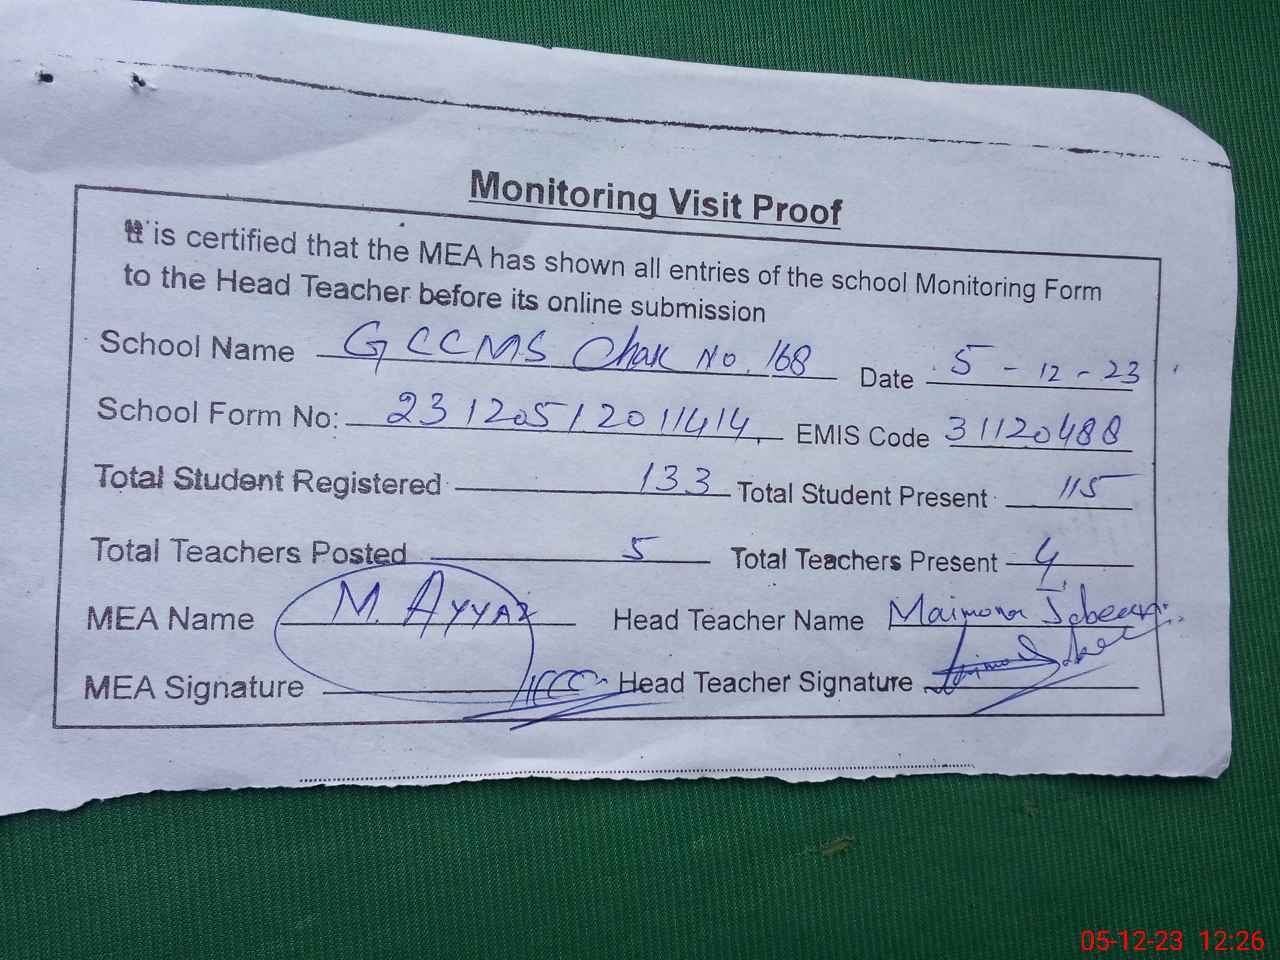 Monitoring Visit Proof
It is certified that the MEA has shown all entries of the school Monitoring Form
to the Head Teacher before its online submission
School Name GCCMS Chak No. 168 Date 5-12-23
School Form No: 23120512011414 EMIS Code 31120488
Total Student Registered 133 Total Student Present 115
Total Teachers Posted 5 Total Teachers Present 4
MEA Name M. Ayyaz Head Teacher Name Maimona
MEA Signature Head Teacher Signature
05-12-23 12:26